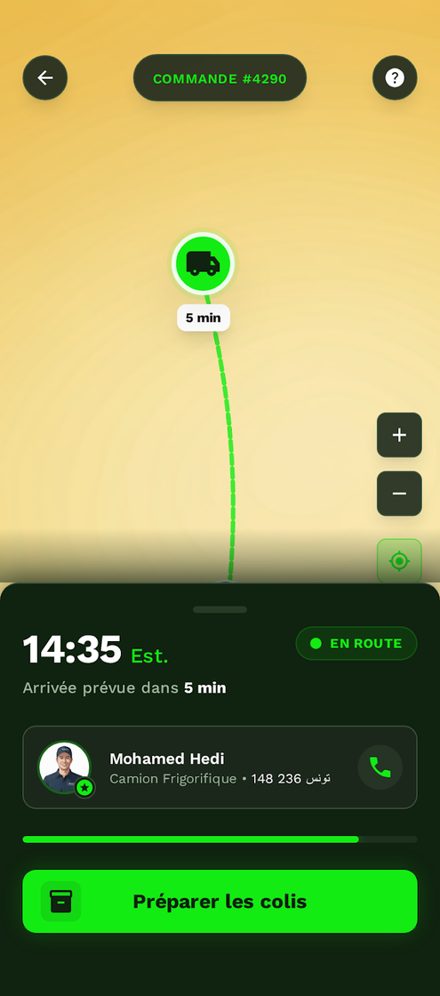 COMMANDE #4290
5 min
14:35 Est.
EN ROUTE
Arrivée prévue dans 5 min
Mohamed Hedi
Camion Frigorifique • 148 تونس 236
Préparer les colis